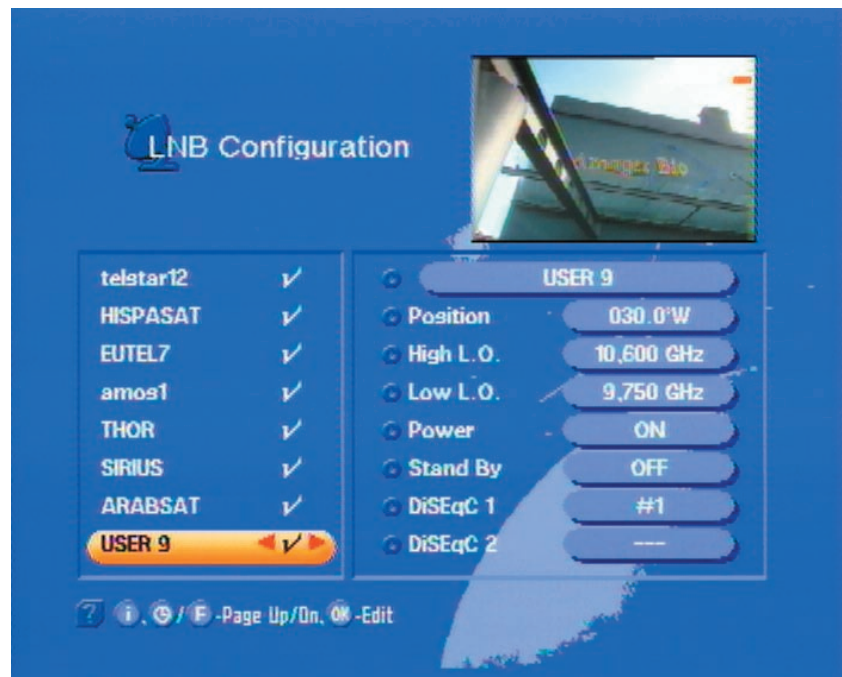 LNB Configuration
telstar12 ✓
HISPASAT ✓
EUTEL7 ✓
amos1 ✓
THOR ✓
SIRIUS ✓
ARABSAT ✓
USER 9 ✓
USER 9
Position 030.0°W
High L.O. 10,600 GHz
Low L.O. 9,750 GHz
Power ON
Stand By OFF
DiSEqC 1 #1
DiSEqC 2 ---
? i, / F -Page Up/Dn, OK -Edit